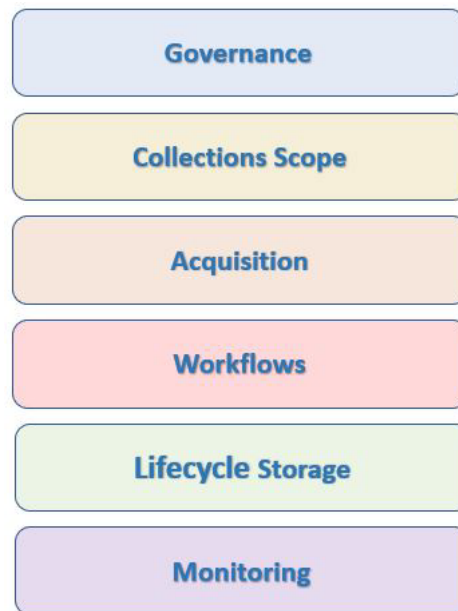 Governance
Collections Scope
Acquisition
Workflows
Lifecycle Storage
Monitoring